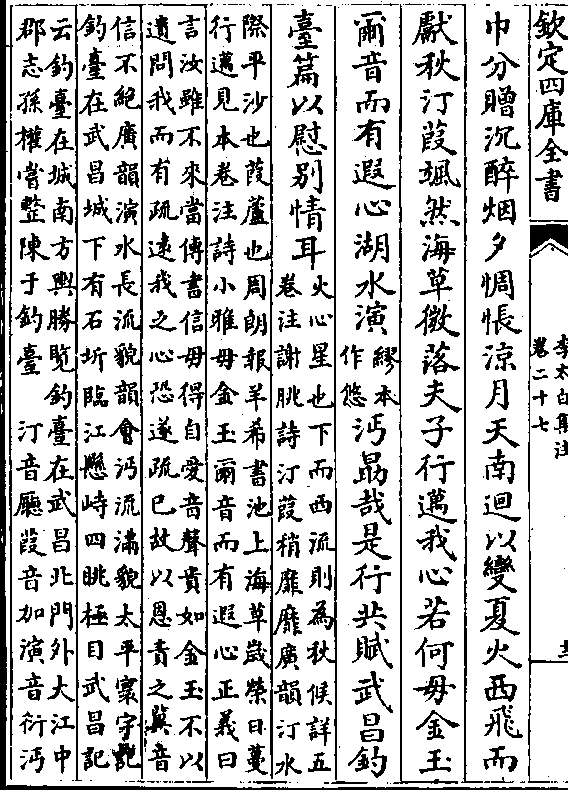 欽定四庫全書
李太白集注
卷二十七
巾分贈沉醉烟夕惆悵涼月天南迴以變夏火西飛而
獻秋汀葭颯然海草微落夫子行邁我心若何毋金玉
爾音而有遐心湖水演繆本作悠沔勗哉是行共賦武昌釣
臺篇以慰別情耳
火心星也下而西流則為秋候詳五
卷注謝朓詩汀葭稍靡靡廣韻汀水
際平沙也葭蘆也周朗報羊希書池上海草歲榮日蔓
行邁見本卷注詩小雅毋金玉爾音而有遐心正義曰
言汝雖不來當傳書信毋得自愛音聲貴如金玉不以
遺問我而有疏遠我之心恐遂疏已故以恩責之冀音
信不絕廣韻演水長流貌韻會沔流滿貌太平寰宇記
釣臺在武昌城下有石圻臨江懸峙四眺極目武昌記
云釣臺在城南方輿勝覧釣臺在武昌北門外大江中
郡志孫權嘗整陳于釣臺 汀音廳葭音加演音衍沔